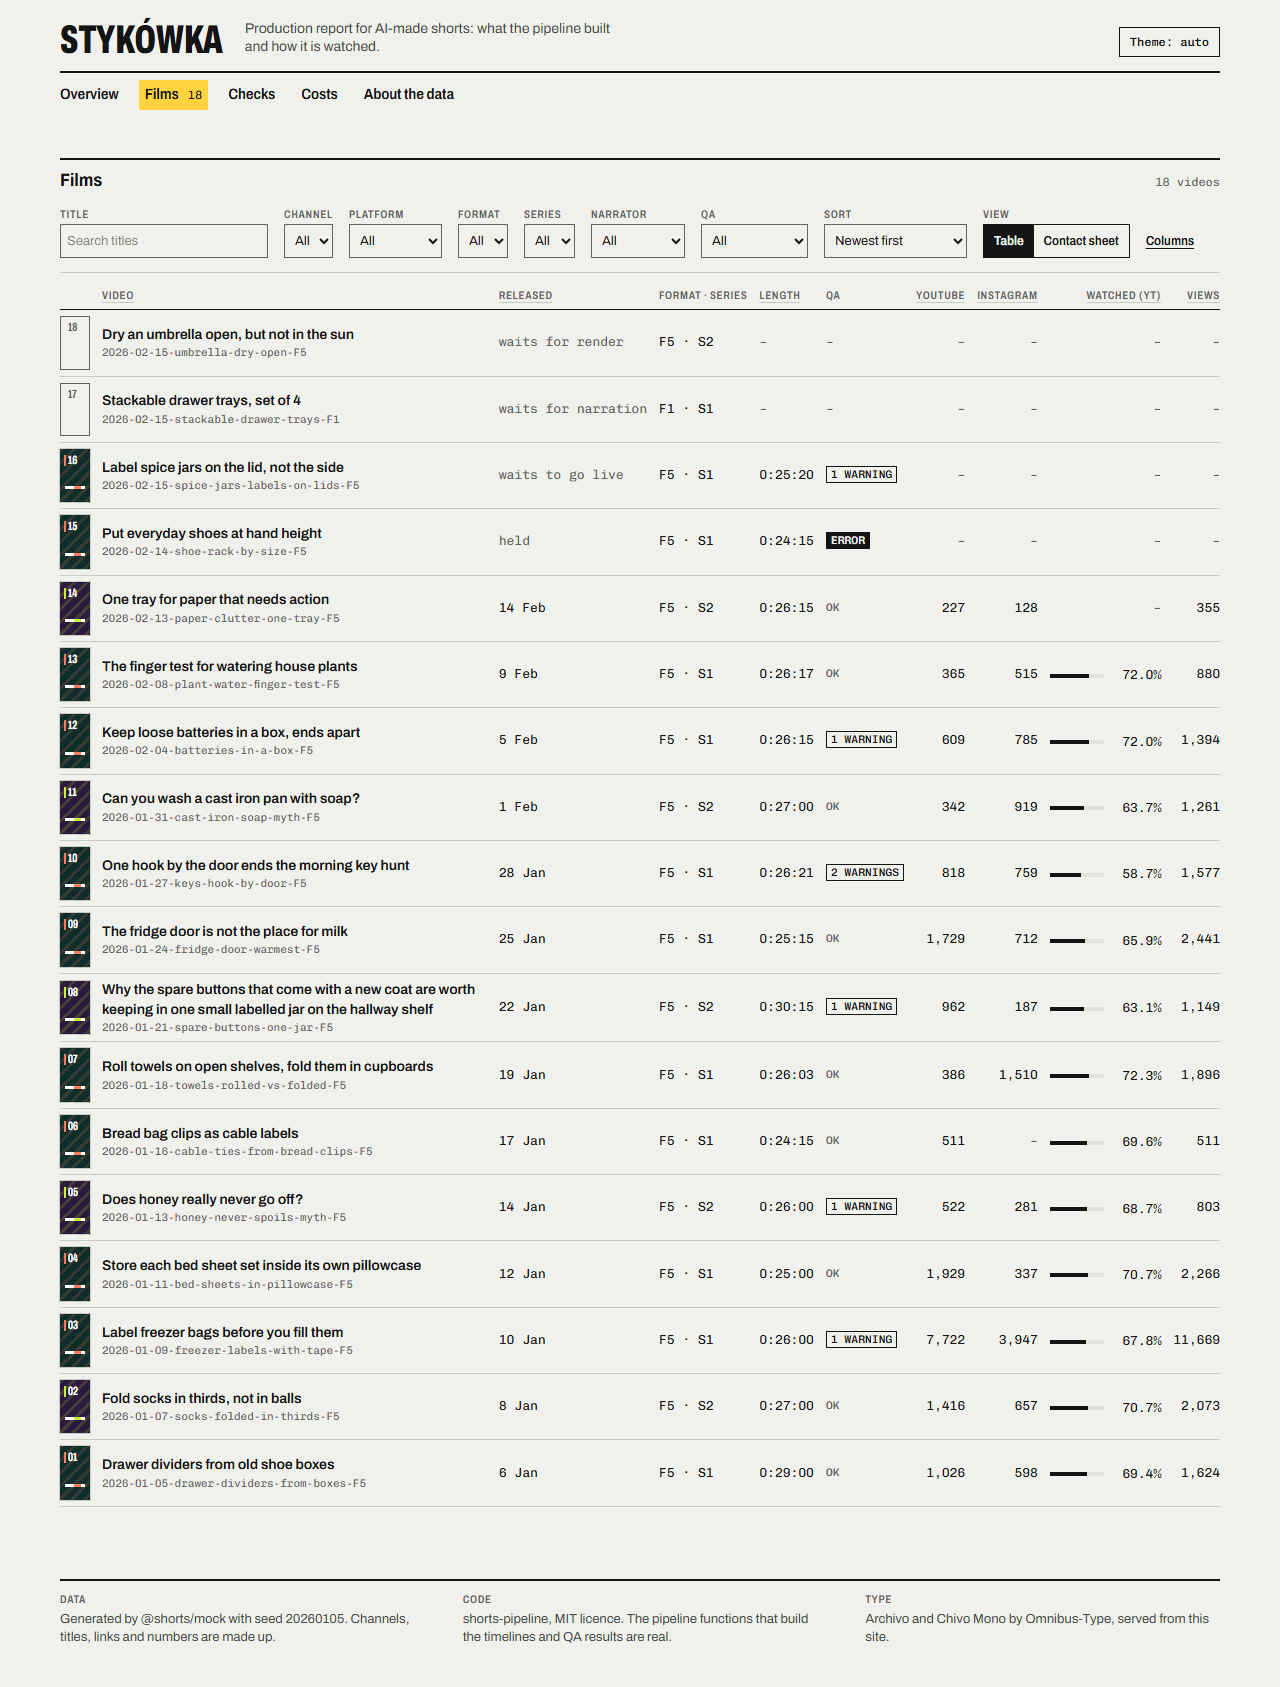 STYKÓWKA
Production report for AI-made shorts: what the pipeline built
and how it is watched.
Theme: auto
Overview Films 18 Checks Costs About the data
Films
18 videos
TITLE CHANNEL PLATFORM FORMAT SERIES NARRATOR QA SORT VIEW
Search titles All All All All All All Newest first Table Contact sheet Columns
VIDEO RELEASED FORMAT · SERIES LENGTH QA YOUTUBE INSTAGRAM WATCHED (YT) VIEWS
18 Dry an umbrella open, but not in the sun waits for render F5 · S2 – – – – – –
2026-02-15-umbrella-dry-open-F5
17 Stackable drawer trays, set of 4 waits for narration F1 · S1 – – – – – –
2026-02-15-stackable-drawer-trays-F1
16 Label spice jars on the lid, not the side waits to go live F5 · S1 0:25:20 1 WARNING – – – –
2026-02-15-spice-jars-labels-on-lids-F5
15 Put everyday shoes at hand height held F5 · S1 0:24:15 ERROR – – – –
2026-02-14-shoe-rack-by-size-F5
14 One tray for paper that needs action 14 Feb F5 · S2 0:26:15 OK 227 128 – 355
2026-02-13-paper-clutter-one-tray-F5
13 The finger test for watering house plants 9 Feb F5 · S1 0:26:17 OK 365 515 72.0% 880
2026-02-08-plant-water-finger-test-F5
12 Keep loose batteries in a box, ends apart 5 Feb F5 · S1 0:26:15 1 WARNING 609 785 72.0% 1,394
2026-02-04-batteries-in-a-box-F5
11 Can you wash a cast iron pan with soap? 1 Feb F5 · S2 0:27:00 OK 342 919 63.7% 1,261
2026-01-31-cast-iron-soap-myth-F5
10 One hook by the door ends the morning key hunt 28 Jan F5 · S1 0:26:21 2 WARNINGS 818 759 58.7% 1,577
2026-01-27-keys-hook-by-door-F5
09 The fridge door is not the place for milk 25 Jan F5 · S1 0:25:15 OK 1,729 712 65.9% 2,441
2026-01-24-fridge-door-warmest-F5
08 Why the spare buttons that come with a new coat are worth
keeping in one small labelled jar on the hallway shelf 22 Jan F5 · S2 0:30:15 1 WARNING 962 187 63.1% 1,149
2026-01-21-spare-buttons-one-jar-F5
07 Roll towels on open shelves, fold them in cupboards 19 Jan F5 · S1 0:26:03 OK 386 1,510 72.3% 1,896
2026-01-18-towels-rolled-vs-folded-F5
06 Bread bag clips as cable labels 17 Jan F5 · S1 0:24:15 OK 511 – 69.6% 511
2026-01-16-cable-ties-from-bread-clips-F5
05 Does honey really never go off? 14 Jan F5 · S2 0:26:00 1 WARNING 522 281 68.7% 803
2026-01-13-honey-never-spoils-myth-F5
04 Store each bed sheet set inside its own pillowcase 12 Jan F5 · S1 0:25:00 OK 1,929 337 70.7% 2,266
2026-01-11-bed-sheets-in-pillowcase-F5
03 Label freezer bags before you fill them 10 Jan F5 · S1 0:26:00 1 WARNING 7,722 3,947 67.8% 11,669
2026-01-09-freezer-labels-with-tape-F5
02 Fold socks in thirds, not in balls 8 Jan F5 · S2 0:27:00 OK 1,416 657 70.7% 2,073
2026-01-07-socks-folded-in-thirds-F5
01 Drawer dividers from old shoe boxes 6 Jan F5 · S1 0:29:00 OK 1,026 598 69.4% 1,624
2026-01-05-drawer-dividers-from-boxes-F5
DATA
Generated by @shorts/mock with seed 20260105. Channels,
titles, links and numbers are made up.
CODE
shorts-pipeline, MIT licence. The pipeline functions that build
the timelines and QA results are real.
TYPE
Archivo and Chivo Mono by Omnibus-Type, served from this
site.